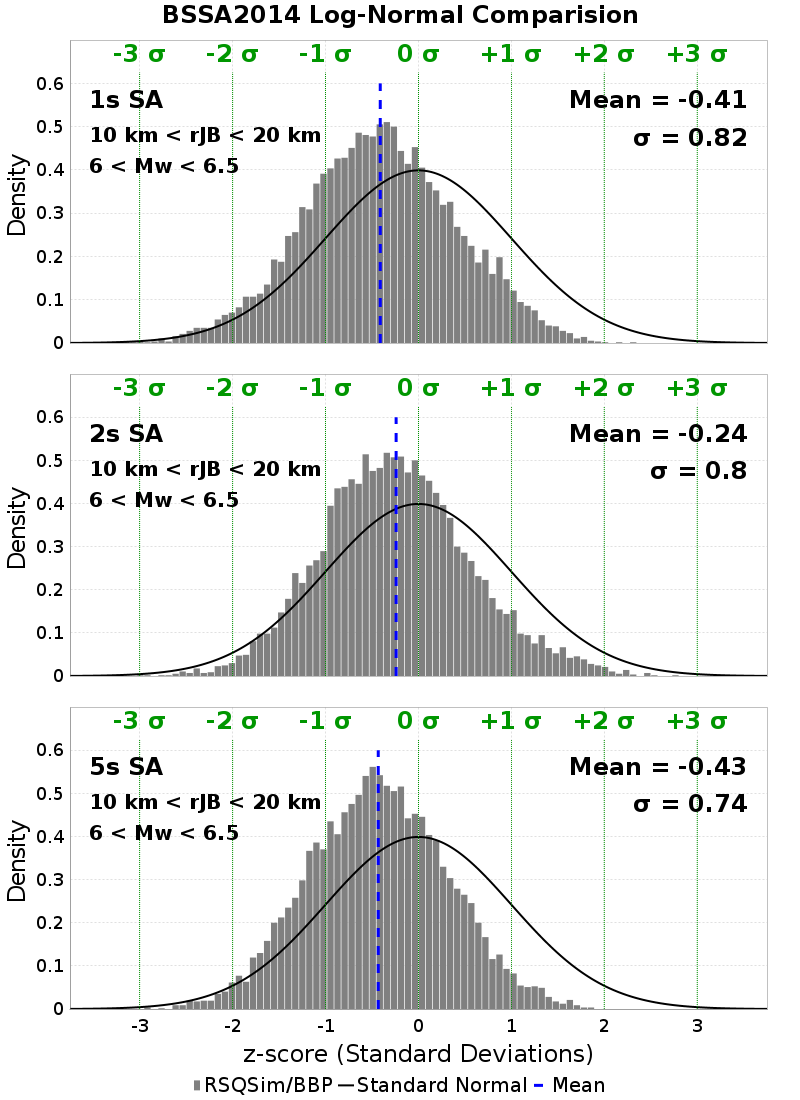 BSSA2014 Log-Normal Comparision
-3 σ -2 σ -1 σ 0 σ +1 σ +2 σ +3 σ
1s SA
10 km < rJB < 20 km
6 < Mw < 6.5
Mean = -0.41
σ = 0.82
Density
0.6
0.5
0.4
0.3
0.2
0.1
0
-3 σ -2 σ -1 σ 0 σ +1 σ +2 σ +3 σ
2s SA
10 km < rJB < 20 km
6 < Mw < 6.5
Mean = -0.24
σ = 0.8
Density
0.6
0.5
0.4
0.3
0.2
0.1
0
-3 σ -2 σ -1 σ 0 σ +1 σ +2 σ +3 σ
5s SA
10 km < rJB < 20 km
6 < Mw < 6.5
Mean = -0.43
σ = 0.74
Density
0.6
0.5
0.4
0.3
0.2
0.1
0
-3 -2 -1 0 1 2 3
z-score (Standard Deviations)
RSQSim/BBP Standard Normal Mean